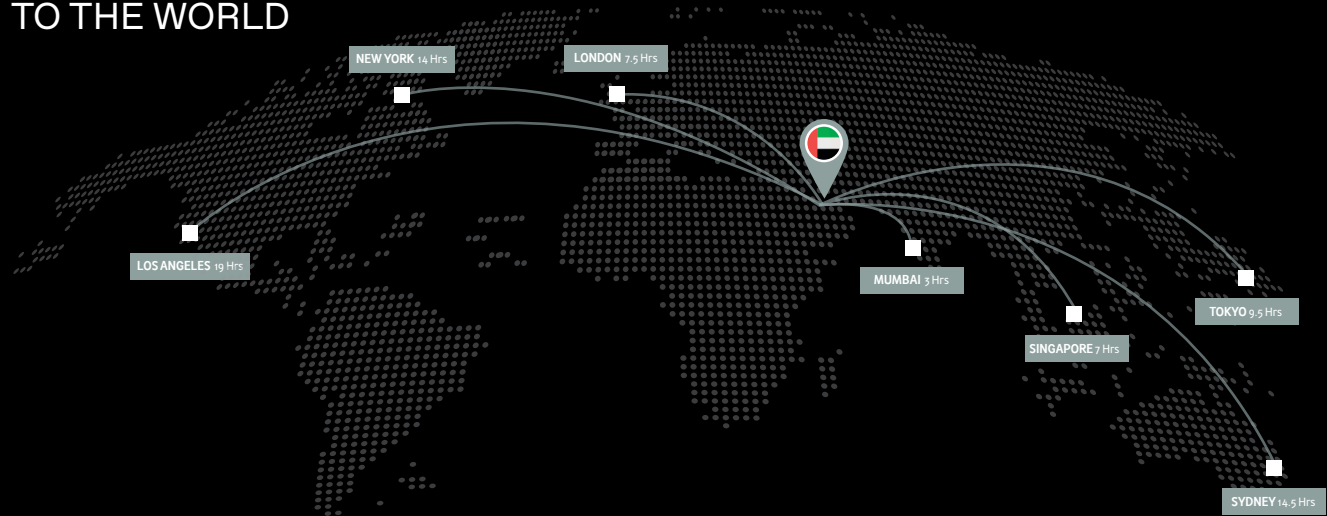 TO THE WORLD
NEW YORK 14 Hrs
LONDON 7.5 Hrs
LOS ANGELES 19 Hrs
MUMBAI 3 Hrs
TOKYO 9.5 Hrs
SINGAPORE 7 Hrs
SYDNEY 14.5 Hrs